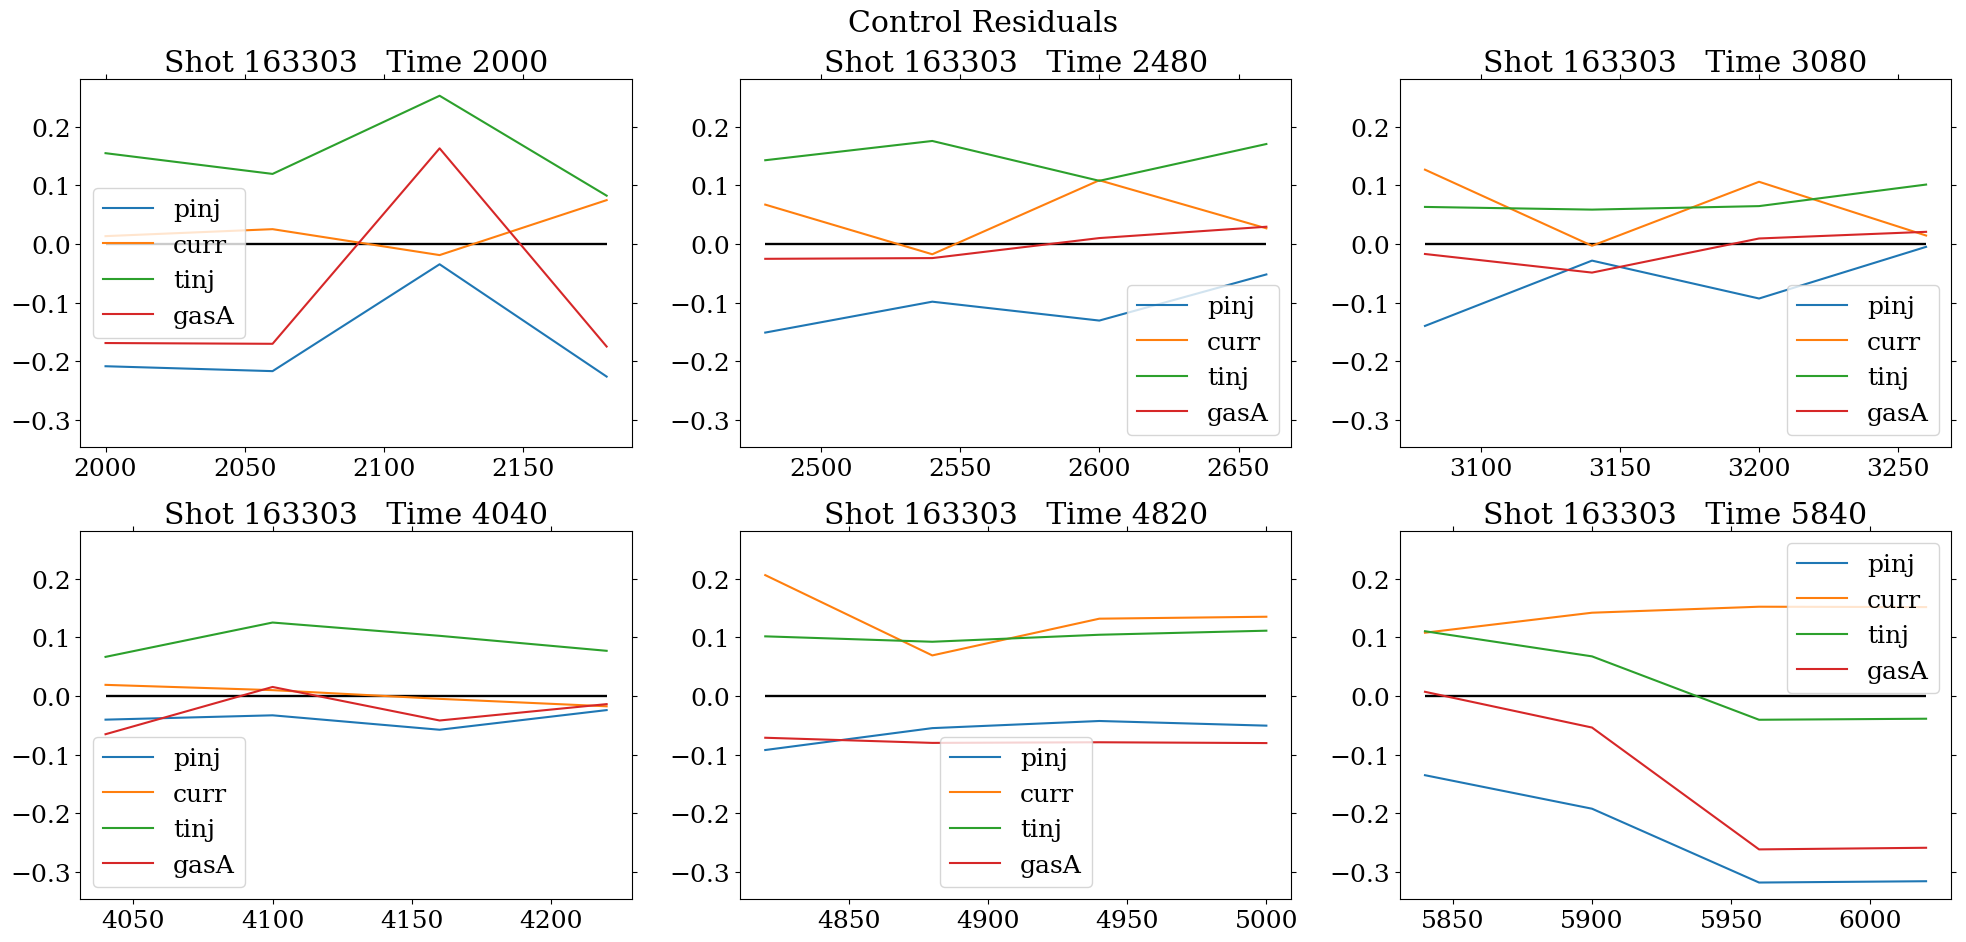 Control Residuals
Shot 163303   Time 2000
Shot 163303   Time 2480
Shot 163303   Time 3080
0.2
0.1
0.0
−0.1
−0.2
−0.3
pinj
curr
tinj
gasA
2000
2050
2100
2150
0.2
0.1
0.0
−0.1
−0.2
−0.3
pinj
curr
tinj
gasA
2500
2550
2600
2650
0.2
0.1
0.0
−0.1
−0.2
−0.3
pinj
curr
tinj
gasA
3100
3150
3200
3250
Shot 163303   Time 4040
Shot 163303   Time 4820
Shot 163303   Time 5840
0.2
0.1
0.0
−0.1
−0.2
−0.3
pinj
curr
tinj
gasA
4050
4100
4150
4200
0.2
0.1
0.0
−0.1
−0.2
−0.3
pinj
curr
tinj
gasA
4850
4900
4950
5000
0.2
0.1
0.0
−0.1
−0.2
−0.3
pinj
curr
tinj
gasA
5850
5900
5950
6000